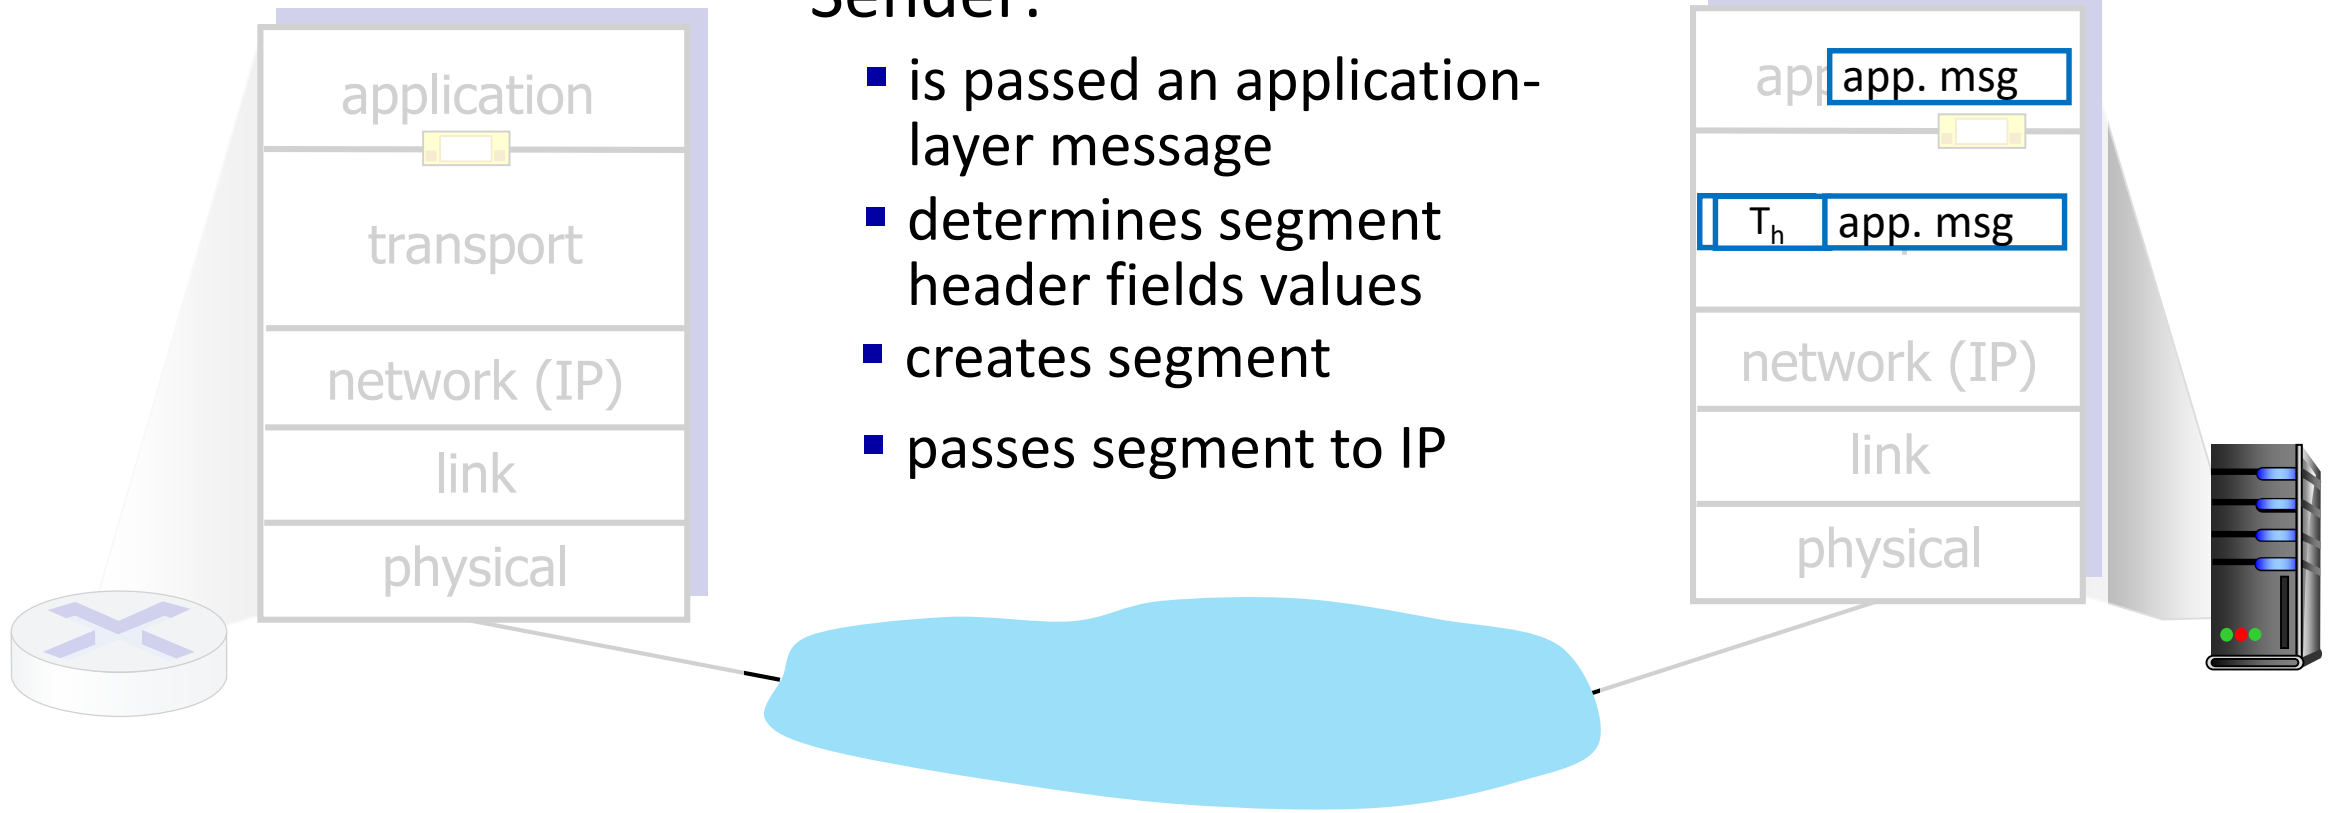 application
transport
network (IP)
link
physical
Sender:
is passed an application-
layer message
determines segment
header fields values
creates segment
passes segment to IP
app. msg
Th
app. msg
network (IP)
link
physical